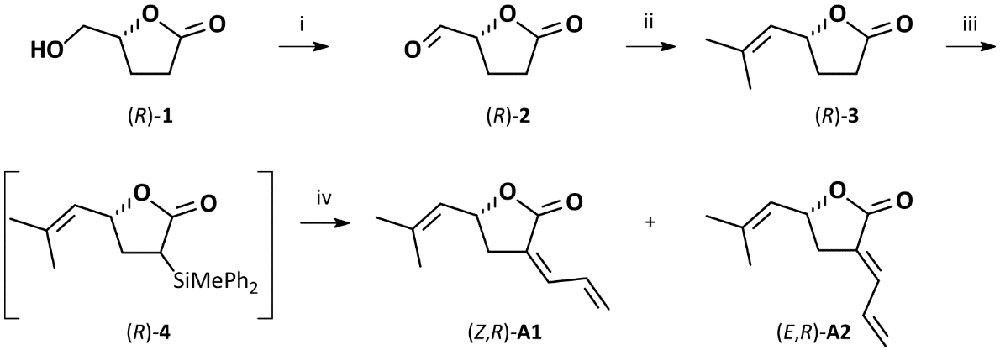 i
ii
iii
HO
O
O
O
O
O
O
O
(R)-1
(R)-2
(R)-3
iv
O
O
O
O
O
O
+
SiMePh₂
(R)-4
(Z,R)-A1
(E,R)-A2